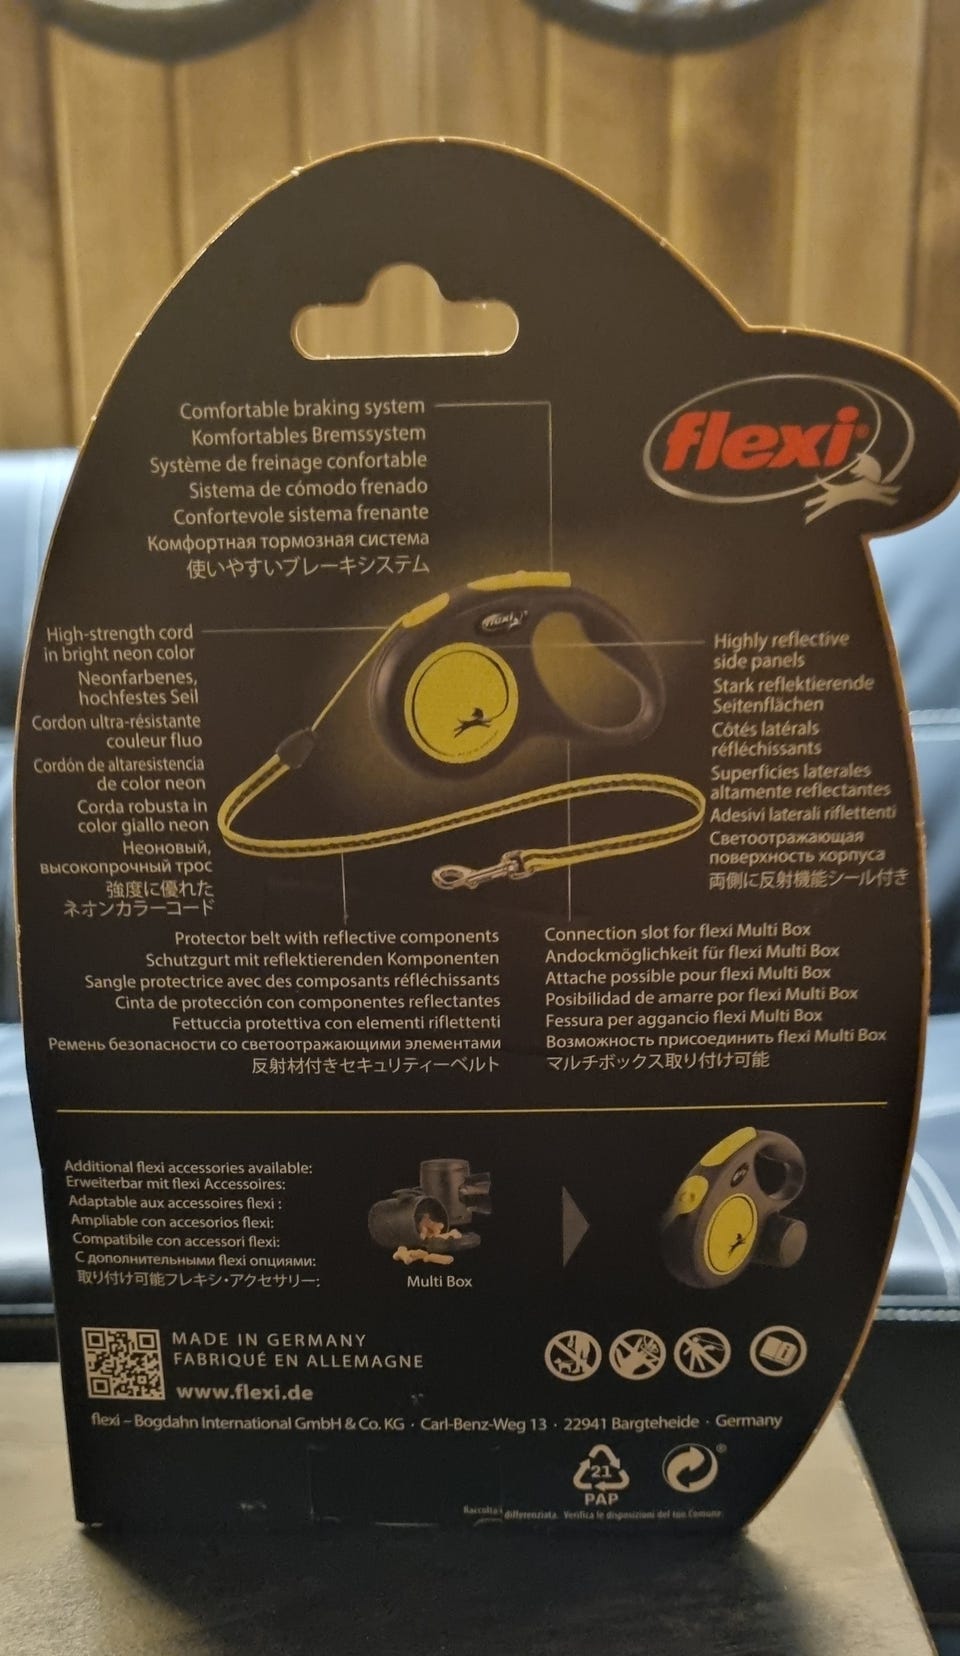 Comfortable braking system
Komfortables Bremssystem
Système de freinage confortable
Sistema de cómodo frenado
Confortevole sistema frenante
Комфортная тормозная система
使いやすいブレーキシステム
flexi®
flexi
High-strength cord
in bright neon color
Neonfarbenes,
hochfestes Seil
Cordon ultra-résistante
couleur fluo
Cordón de altaresistencia
de color neon
Corda robusta in
color giallo neon
Неоновый,
высокопрочный трос
強度に優れた
ネオンカラーコード
Highly reflective
side panels
Stark reflektierende
Seitenflächen
Côtés latérals
réfléchissants
Superficies laterales
altamente reflectantes
Adesivi laterali riflettenti
Светоотражающая
поверхность корпуса
両側に反射機能シール付き
Protector belt with reflective components
Schutzgurt mit reflektierenden Komponenten
Sangle protectrice avec des composants réfléchissants
Cinta de protección con componentes reflectantes
Fettuccia protettiva con elementi riflettenti
Ремень безопасности со светоотражающими элементами
反射材付きセキュリティーベルト
Connection slot for flexi Multi Box
Andockmöglichkeit für flexi Multi Box
Attache possible pour flexi Multi Box
Posibilidad de amarre por flexi Multi Box
Fessura per aggancio flexi Multi Box
Возможность присоединить flexi Multi Box
マルチボックス取り付け可能
Additional flexi accessories available:
Erweiterbar mit flexi Accessoires:
Adaptable aux accessoires flexi :
Ampliable con accesorios flexi:
Compatibile con accessori flexi:
С дополнительными flexi опциями:
取り付け可能フレキシ・アクセサリー:
Multi Box
MADE IN GERMANY
FABRIQUÉ EN ALLEMAGNE
www.flexi.de
flexi – Bogdahn International GmbH & Co. KG · Carl-Benz-Weg 13 · 22941 Bargteheide · Germany
21
PAP
®
Raccolta differenziata. Verifica le disposizioni del tuo Comune.